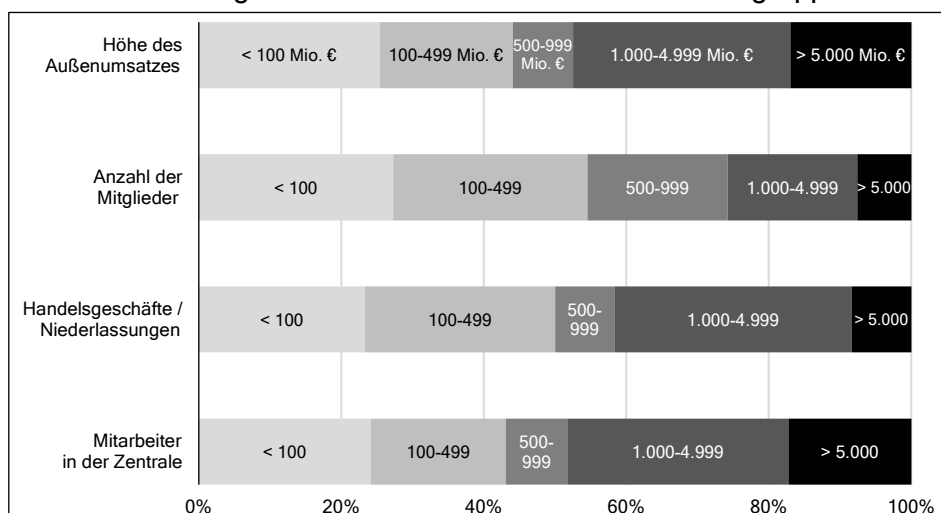 Höhe des
Außenumsatzes
< 100 Mio. €
100-499 Mio. €
500-999
Mio. €
1.000-4.999 Mio. €
> 5.000 Mio. €
Anzahl der
Mitglieder
< 100
100-499
500-999
1.000-4.999
> 5.000
Handelsgeschäfte /
Niederlassungen
< 100
100-499
500-
999
1.000-4.999
> 5.000
Mitarbeiter
in der Zentrale
< 100
100-499
500-
999
1.000-4.999
> 5.000
0% 20% 40% 60% 80% 100%